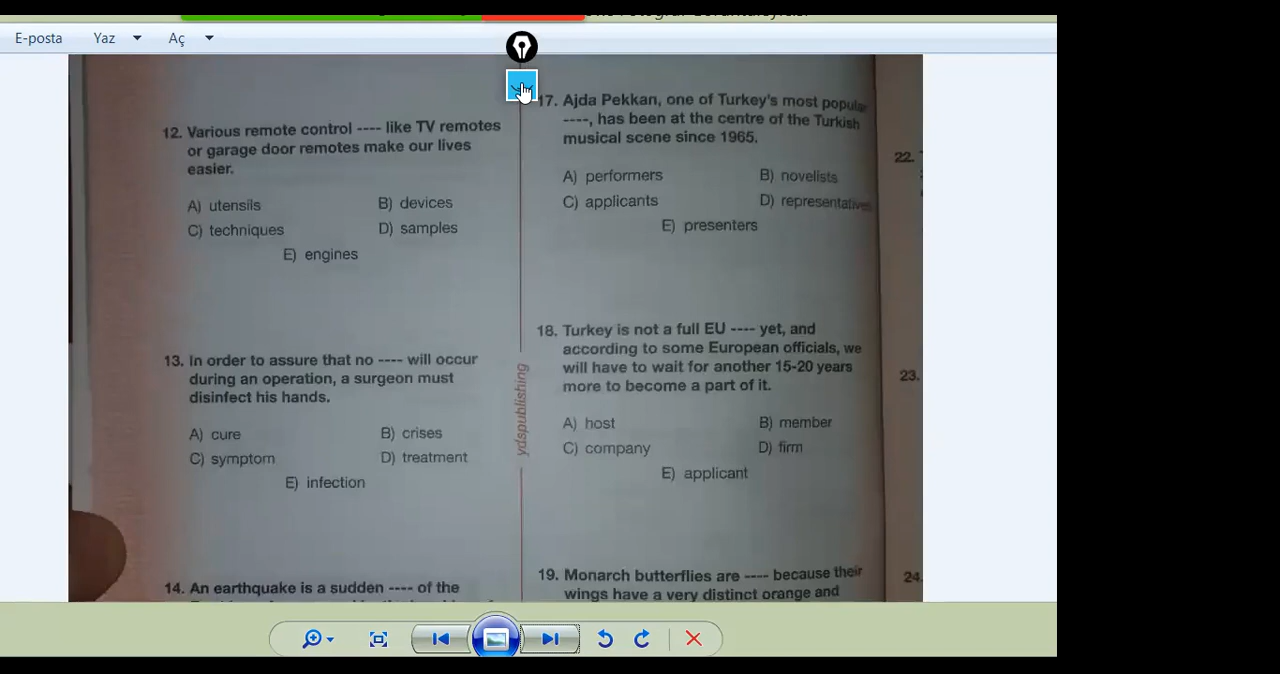 E-posta Yaz Aç
12. Various remote control ---- like TV remotes
or garage door remotes make our lives
easier.
A) utensils B) devices
C) techniques D) samples
E) engines
13. In order to assure that no ---- will occur
during an operation, a surgeon must
disinfect his hands.
A) cure B) crises
C) symptom D) treatment
E) infection
14. An earthquake is a sudden ---- of the
ydspublishing
17. Ajda Pekkan, one of Turkey's most popular
----, has been at the centre of the Turkish
musical scene since 1965.
A) performers B) novelists
C) applicants D) representatives
E) presenters
18. Turkey is not a full EU ---- yet, and
according to some European officials, we
will have to wait for another 15-20 years
more to become a part of it.
A) host B) member
C) company D) firm
E) applicant
19. Monarch butterflies are ---- because their
wings have a very distinct orange and
22.
23.
24.